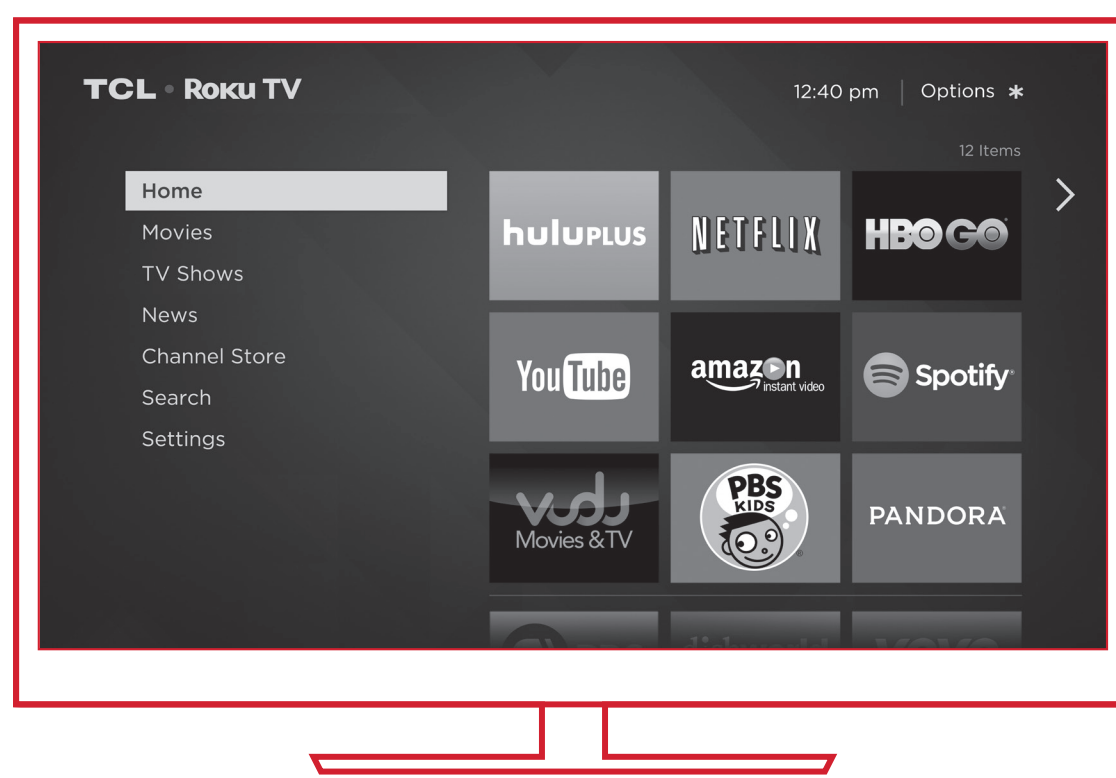 TCL • Roku TV
12:40 pm | Options *
12 Items
Home
Movies
TV Shows
News
Channel Store
Search
Settings
huluPLUS
NETFLIX
HBO GO
YouTube
amazon
instant video
Spotify®
vudu
Movies & TV
PBS
KIDS
®
PANDORA